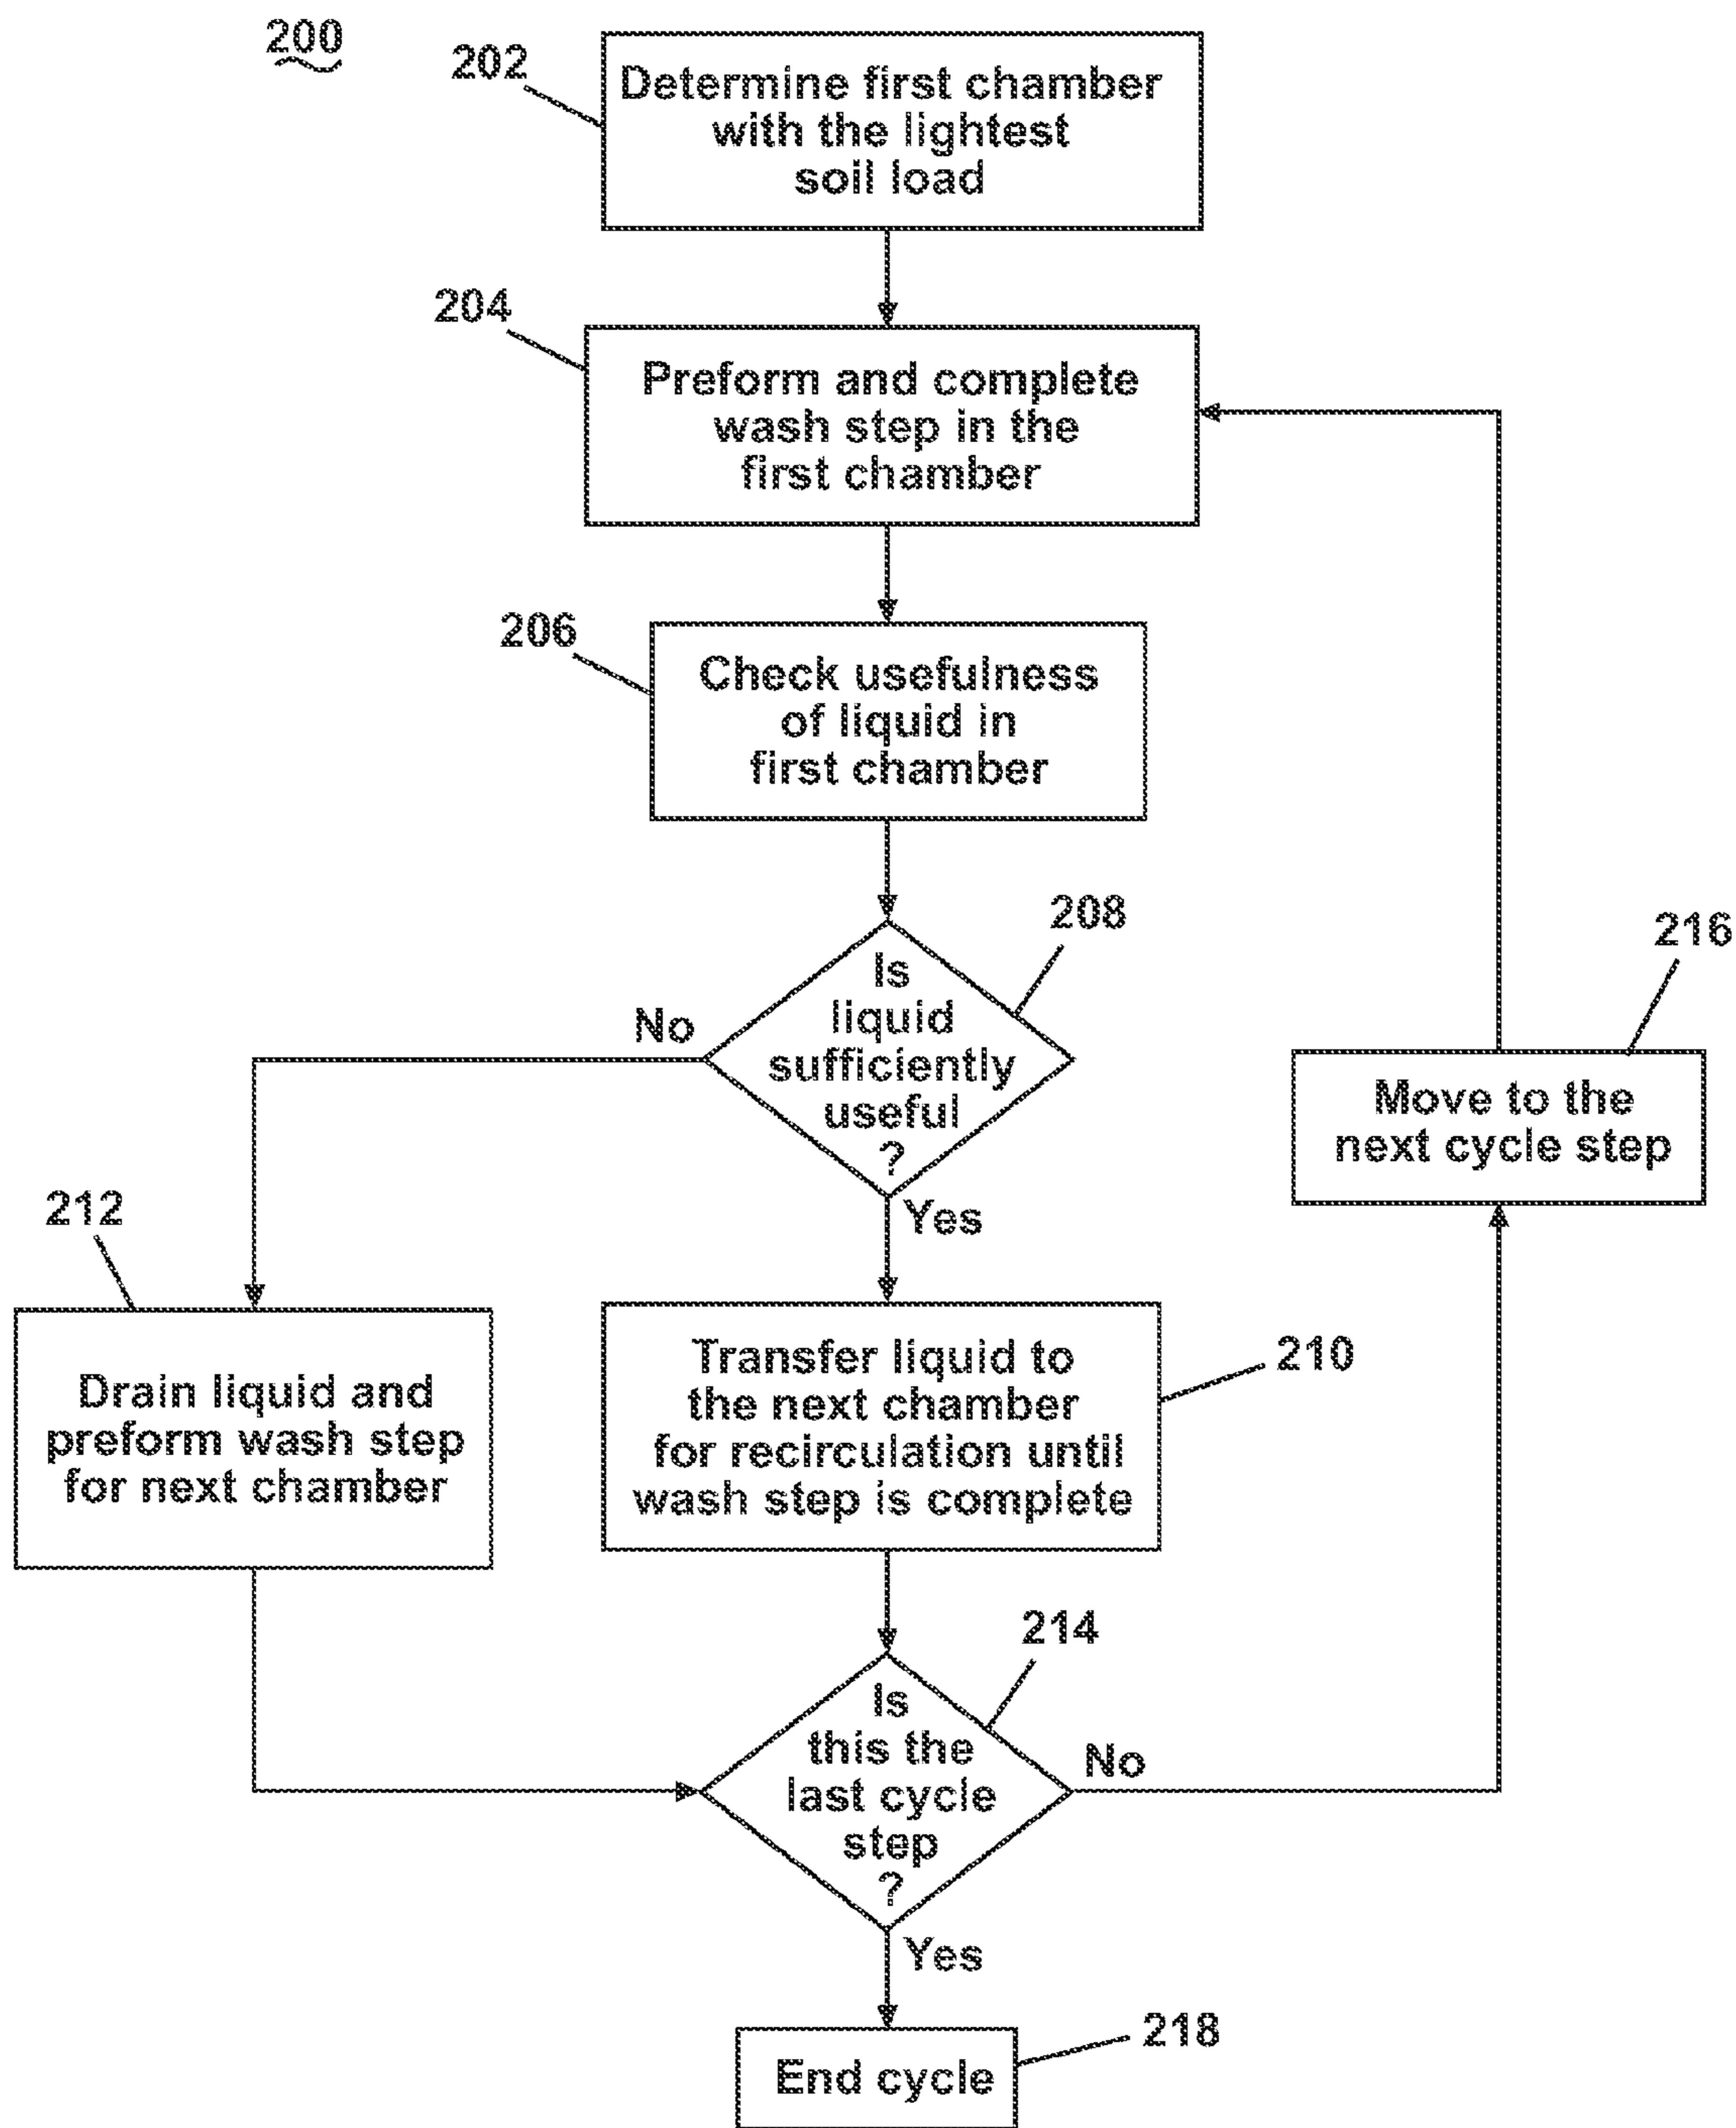 200
202
Determine first chamber
with the lightest
soil load
204
Preform and complete
wash step in the
first chamber
206
Check usefulness
of liquid in
first chamber
208
Is
liquid
sufficiently
useful
?
No
Yes
216
Move to the
next cycle step
212
Drain liquid and
preform wash step
for next chamber
210
Transfer liquid to
the next chamber
for recirculation until
wash step is complete
214
Is
this the
last cycle
step
?
No
Yes
218
End cycle